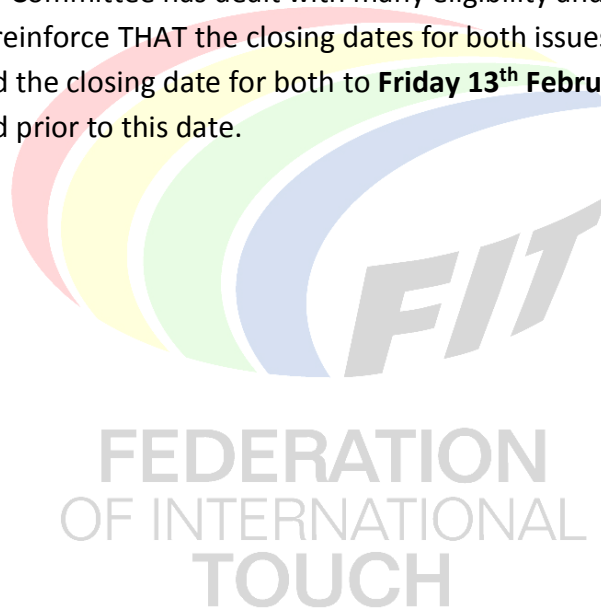 Committee has dealt with many eligibility and
reinforce THAT the closing dates for both issues
d the closing date for both to Friday 13th Febru
d prior to this date.
FIT
FEDERATION
OF INTERNATIONAL
TOUCH